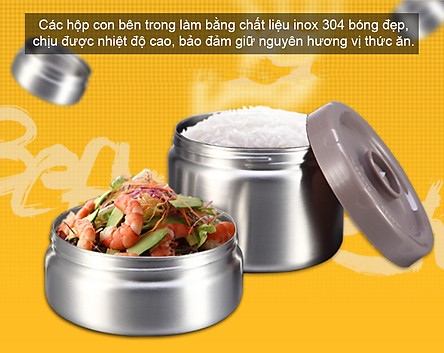 Các hộp con bên trong làm bằng chất liệu inox 304 bóng đẹp,
chịu được nhiệt độ cao, bảo đảm giữ nguyên hương vị thức ăn.